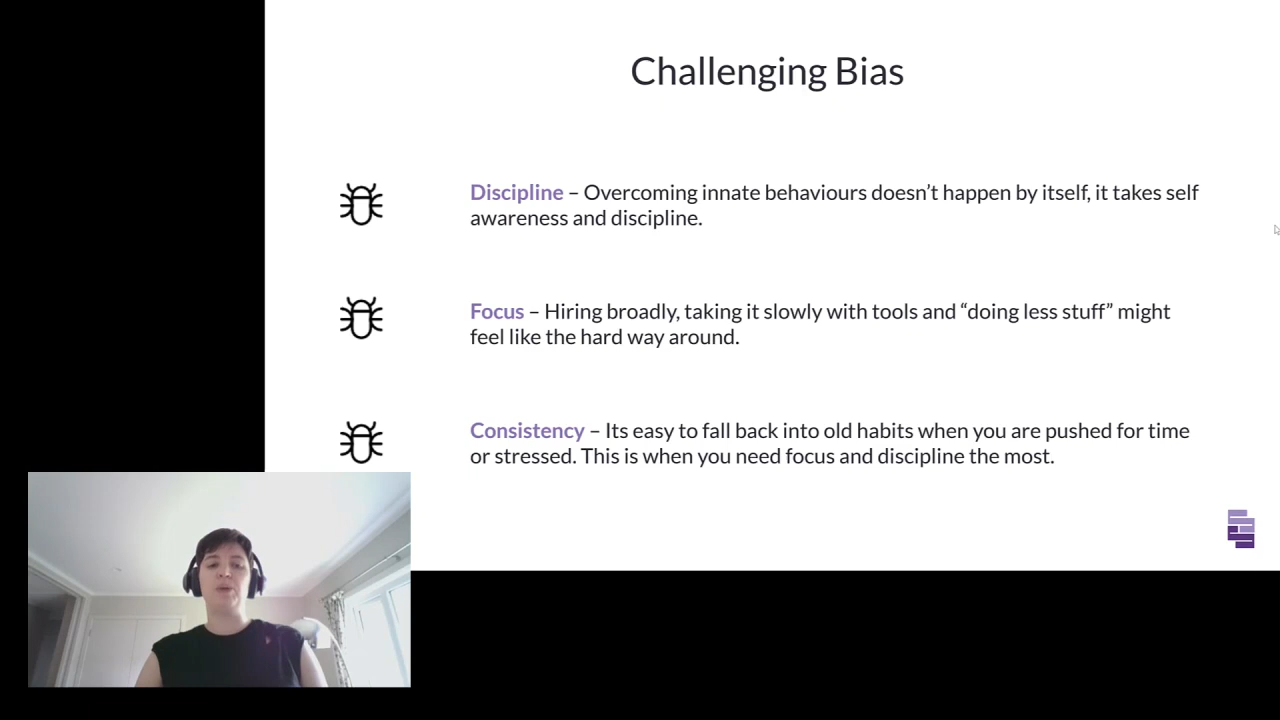 Challenging Bias
Discipline – Overcoming innate behaviours doesn’t happen by itself, it takes self
awareness and discipline.
Focus – Hiring broadly, taking it slowly with tools and “doing less stuff” might
feel like the hard way around.
Consistency – Its easy to fall back into old habits when you are pushed for time
or stressed. This is when you need focus and discipline the most.